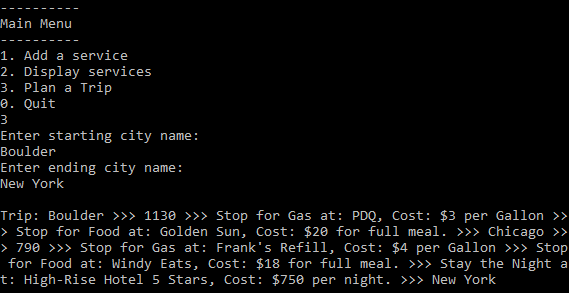 ----------
Main Menu
----------
1. Add a service
2. Display services
3. Plan a Trip
0. Quit
3
Enter starting city name:
Boulder
Enter ending city name:
New York
Trip: Boulder >>> 1130 >>> Stop for Gas at: PDQ, Cost: $3 per Gallon >>
> Stop for Food at: Golden Sun, Cost: $20 for full meal. >>> Chicago >>
> 790 >>> Stop for Gas at: Frank's Refill, Cost: $4 per Gallon >>> Stop
 for Food at: Windy Eats, Cost: $18 for full meal. >>> Stay the Night a
t: High-Rise Hotel 5 Stars, Cost: $750 per night. >>> New York